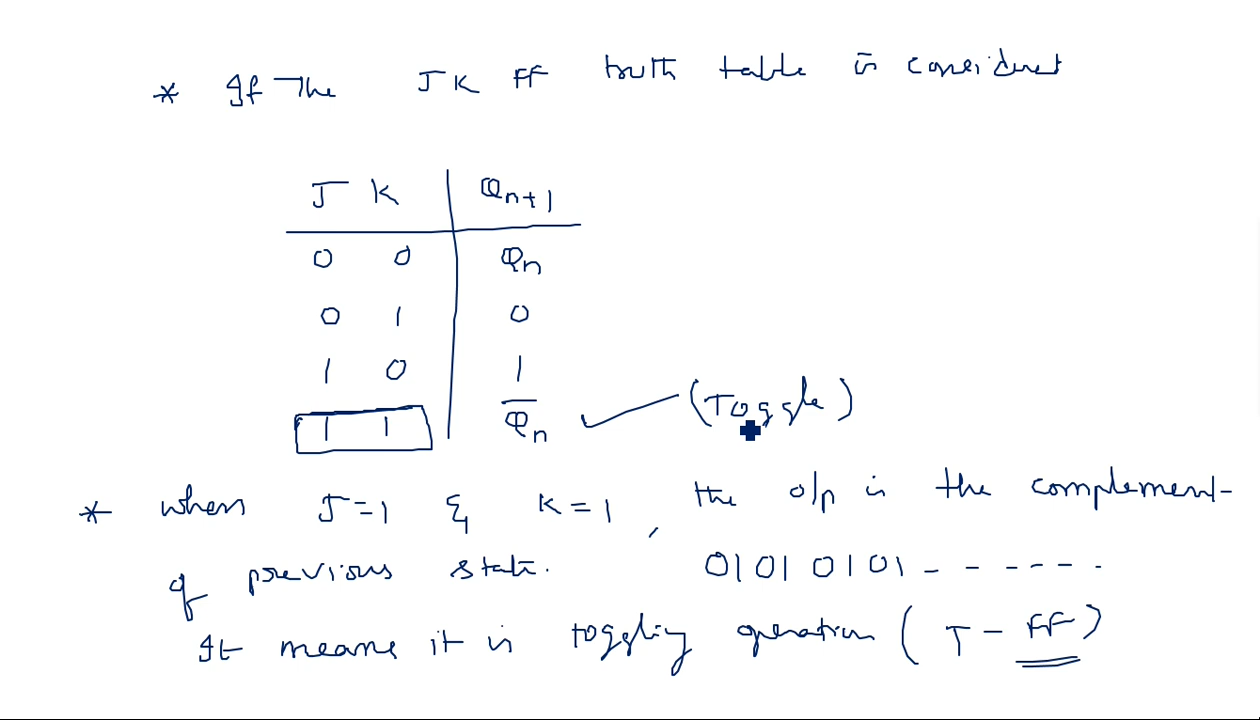 * If The JK FF truth table is considered
J K | Qn+1
0 0 | Qn
0 1 | 0
1 0 | 1
1 1 | Q̅n ✓ (Toggle)
* when J=1 & K=1, the o/p is the complement-
of previous state. 01010101 - - - - - - .
It means it is toggling operation (T-FF)